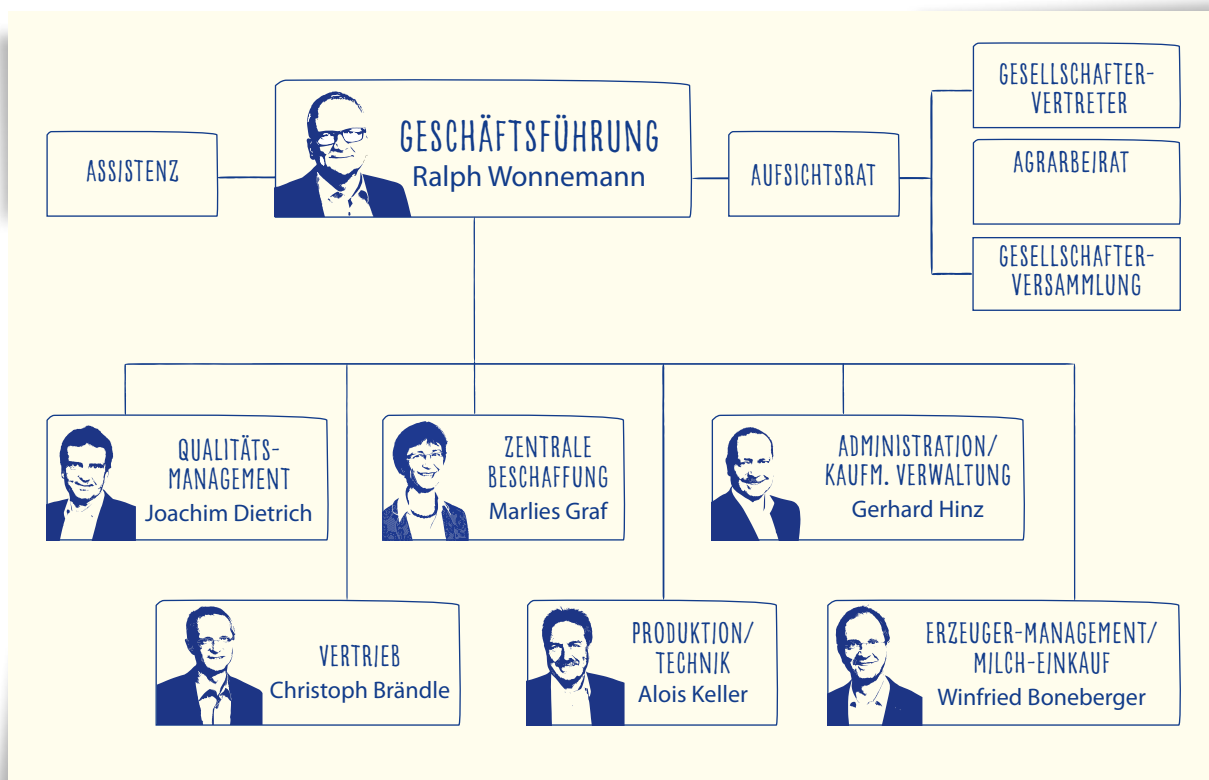 ASSISTENZ
GESCHÄFTSFÜHRUNG
Ralph Wonnemann
AUFSICHTSRAT
GESELLSCHAFTER-
VERTRETER
AGRARBEIRAT
GESELLSCHAFTER-
VERSAMMLUNG
QUALITÄTS-
MANAGEMENT
Joachim Dietrich
ZENTRALE
BESCHAFFUNG
Marlies Graf
ADMINISTRATION/
KAUFM. VERWALTUNG
Gerhard Hinz
VERTRIEB
Christoph Brändle
PRODUKTION/
TECHNIK
Alois Keller
ERZEUGER-MANAGEMENT/
MILCH-EINKAUF
Winfried Boneberger